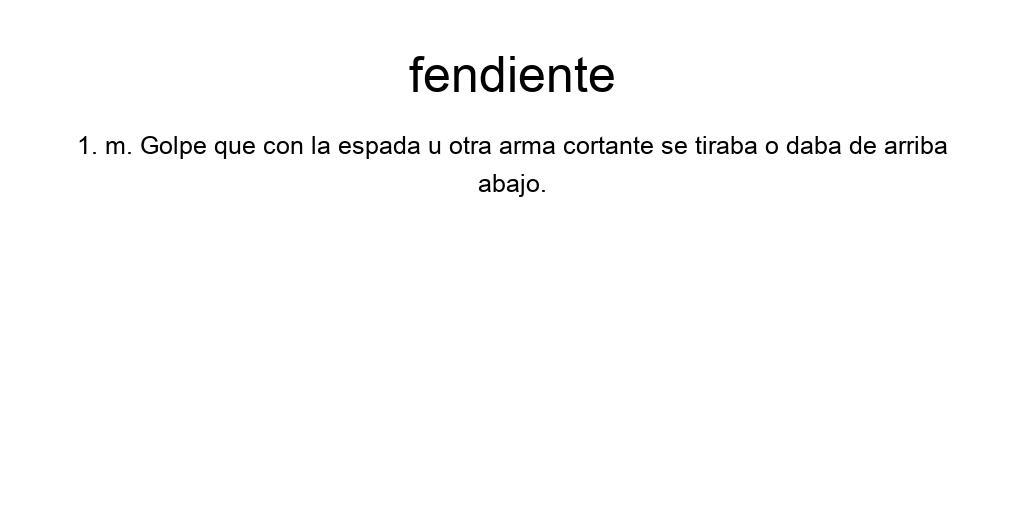 fendiente
1. m. Golpe que con la espada u otra arma cortante se tiraba o daba de arriba
abajo.